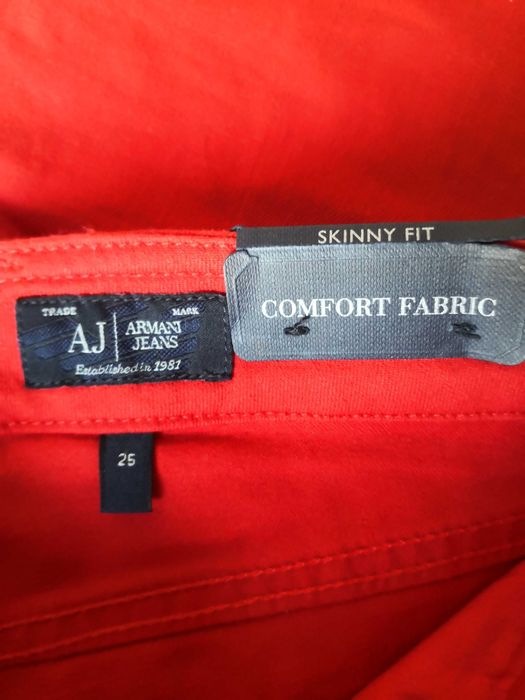 SKINNY FIT
COMFORT FABRIC
TRADE MARK
AJ ARMANI
JEANS
Established in 1981
25